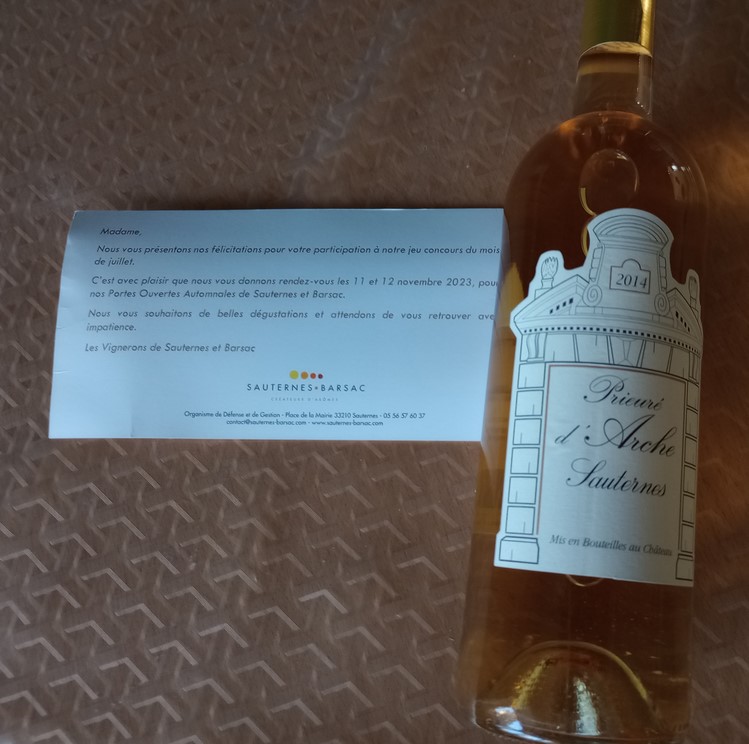 Madame,
Nous vous présentons nos félicitations pour votre participation à notre jeu concours du mois
de juillet.
C'est avec plaisir que nous vous donnons rendez-vous les 11 et 12 novembre 2023, pou
nos Portes Ouvertes Automnales de Sauternes et Barsac.
Nous vous souhaitons de belles dégustations et attendons de vous retrouver ave
impatience.
Les Vignerons de Sauternes et Barsac
SAUTERNES BARSAC
CRÉATEURS D'ARÔMES
Organisme de Défense et de Gestion - Place de la Mairie 33210 Sauternes - 05 56 57 60 37
contact@sauternes-barsac.com - www.sauternes-barsac.com
2014
Prieuré
d'Arche
Sauternes
Mis en Bouteilles au Château